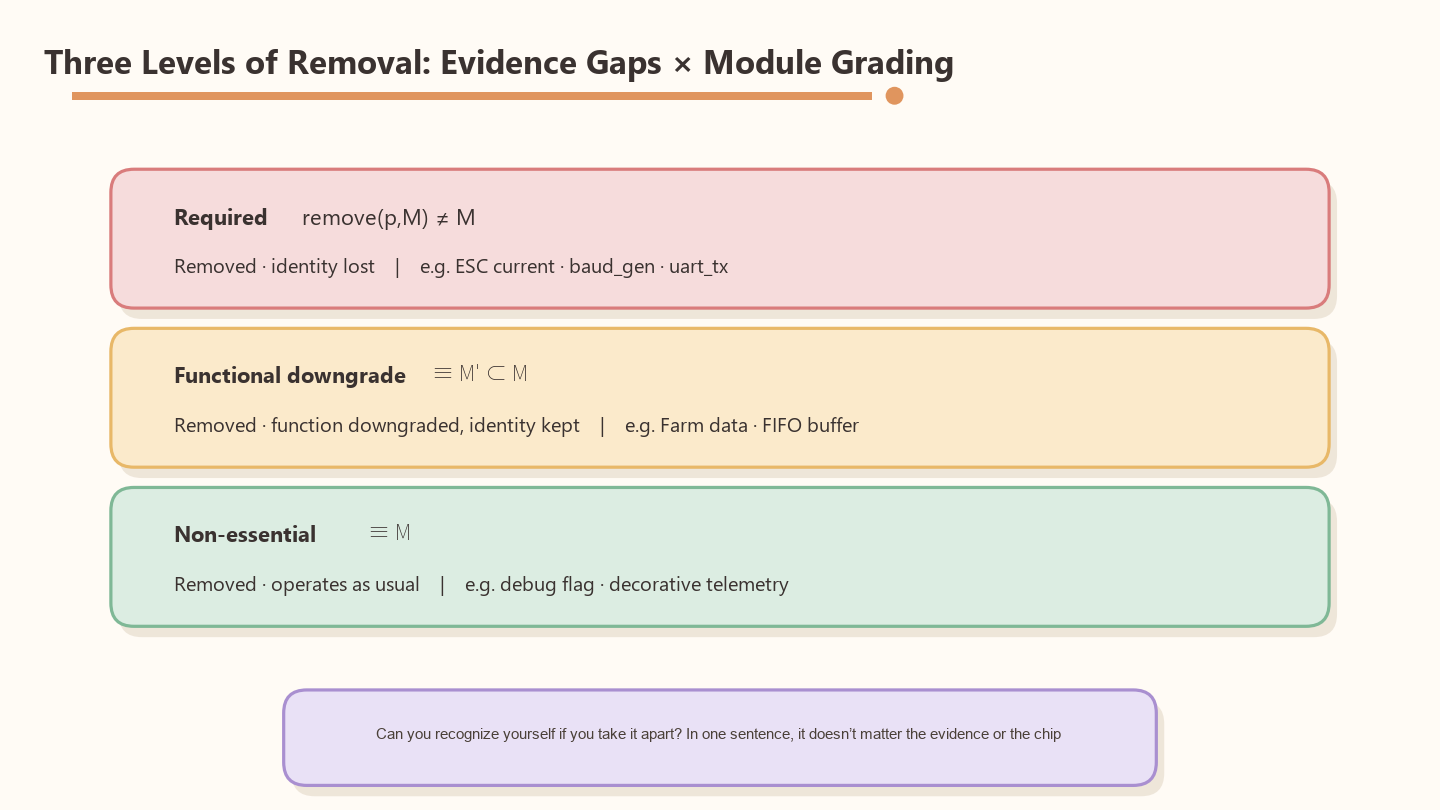 Three Levels of Removal: Evidence Gaps × Module Grading
Required remove(p,M) ≠ M
Removed · identity lost | e.g. ESC current · baud_gen · uart_tx
Functional downgrade ≡ M' ⊂ M
Removed · function downgraded, identity kept | e.g. Farm data · FIFO buffer
Non-essential ≡ M
Removed · operates as usual | e.g. debug flag · decorative telemetry
Can you recognize yourself if you take it apart? In one sentence, it doesn’t matter the evidence or the chip